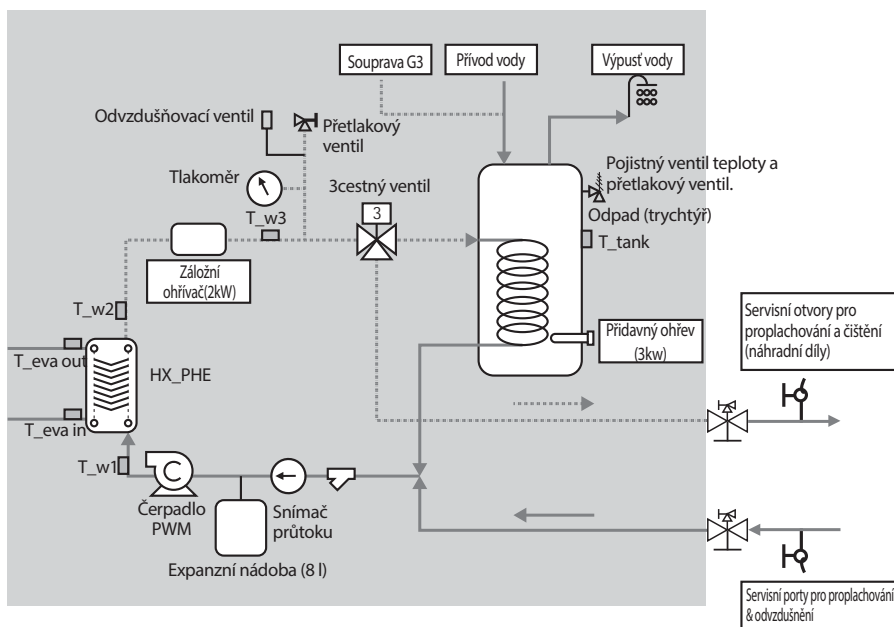 Souprava G3
Přívod vody
Výpusť vody
Odvzdušňovací ventil
Přetlakový
ventil
Pojistný ventil teploty a
přetlakový ventil.
Tlakoměr
3cestný ventil
3
T_w3
Odpad (trychtýř)
T_tank
Záložní
ohřívač(2kW)
T_w2
Servisní otvory pro
proplachování a čištění
(náhradní díly)
Přidavný ohřev
(3kw)
T_eva out
HX_PHE
T_eva in
T_w1
C
Čerpadlo
PWM
Snímač
průtoku
Expanzní nádoba (8 l)
Servisní porty pro proplachování
& odvzdušnění